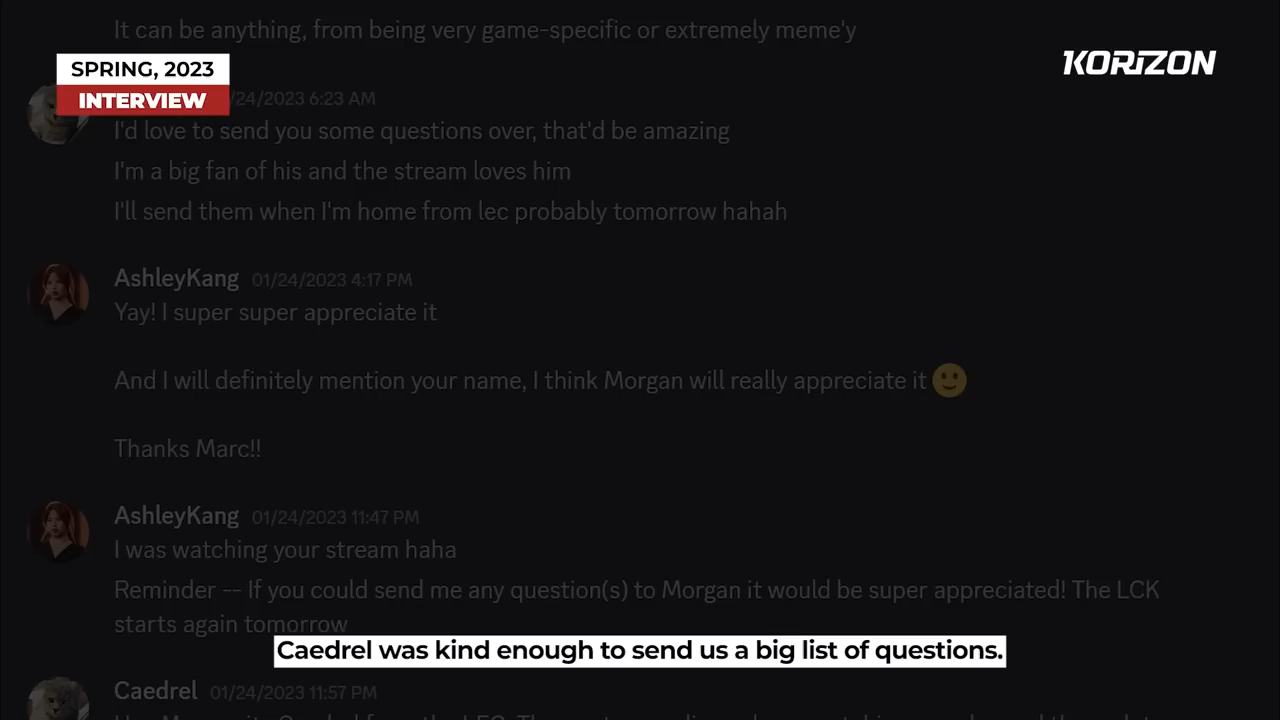 It can be anything, from being very game-specific or extremely meme'y
SPRING, 2023
KORIZON
INTERVIEW
/24/2023 6:23 AM
I'd love to send you some questions over, that'd be amazing
I'm a big fan of his and the stream loves him
I'll send them when I'm home from lec probably tomorrow hahah
AshleyKang 01/24/2023 4:17 PM
Yay! I super super appreciate it
And I will definitely mention your name, I think Morgan will really appreciate it 🙂
Thanks Marc!!
AshleyKang 01/24/2023 11:47 PM
I was watching your stream haha
Reminder -- If you could send me any question(s) to Morgan it would be super appreciated! The LCK
starts again tomorrow
Caedrel was kind enough to send us a big list of questions.
Caedrel 01/24/2023 11:57 PM